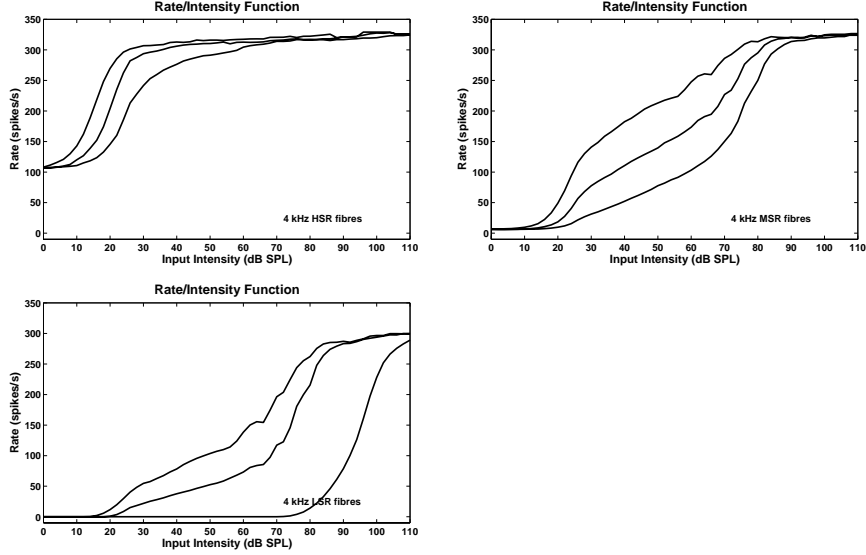 Rate/Intensity Function
350
300
250
200
150
100
50
0
Rate (spikes/s)
4 kHz HSR fibres
0 10 20 30 40 50 60 70 80 90 100 110
Input Intensity (dB SPL)
Rate/Intensity Function
350
300
250
200
150
100
50
0
Rate (spikes/s)
4 kHz MSR fibres
0 10 20 30 40 50 60 70 80 90 100 110
Input Intensity (dB SPL)
Rate/Intensity Function
350
300
250
200
150
100
50
0
Rate (spikes/s)
4 kHz LSR fibres
0 10 20 30 40 50 60 70 80 90 100 110
Input Intensity (dB SPL)